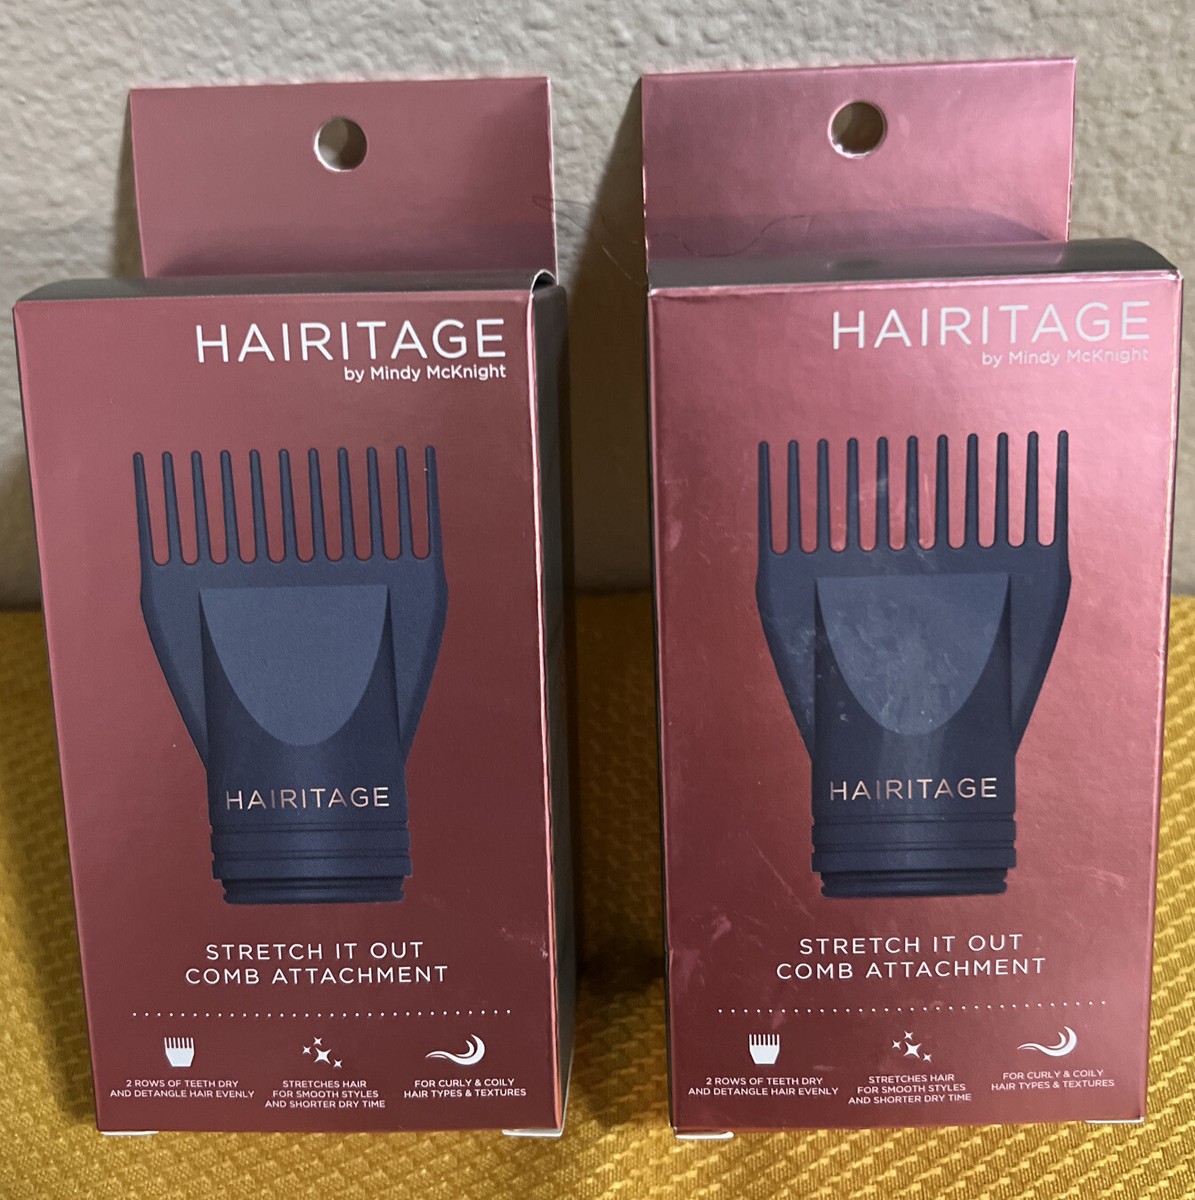 HAIRITAGE
by Mindy McKnight
HAIRITAGE
STRETCH IT OUT
COMB ATTACHMENT
2 ROWS OF TEETH DRY
AND DETANGLE HAIR EVENLY
STRETCHES HAIR
FOR SMOOTH STYLES
AND SHORTER DRY TIME
FOR CURLY & COILY
HAIR TYPES & TEXTURES
HAIRITAGE
by Mindy McKnight
HAIRITAGE
STRETCH IT OUT
COMB ATTACHMENT
2 ROWS OF TEETH DRY
AND DETANGLE HAIR EVENLY
STRETCHES HAIR
FOR SMOOTH STYLES
AND SHORTER DRY TIME
FOR CURLY & COILY
HAIR TYPES & TEXTURES